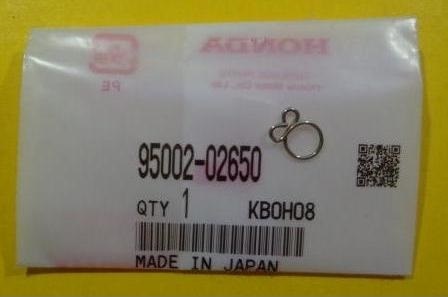 HONDA
PE
95002-02650
QTY 1 KB0H08
MADE IN JAPAN